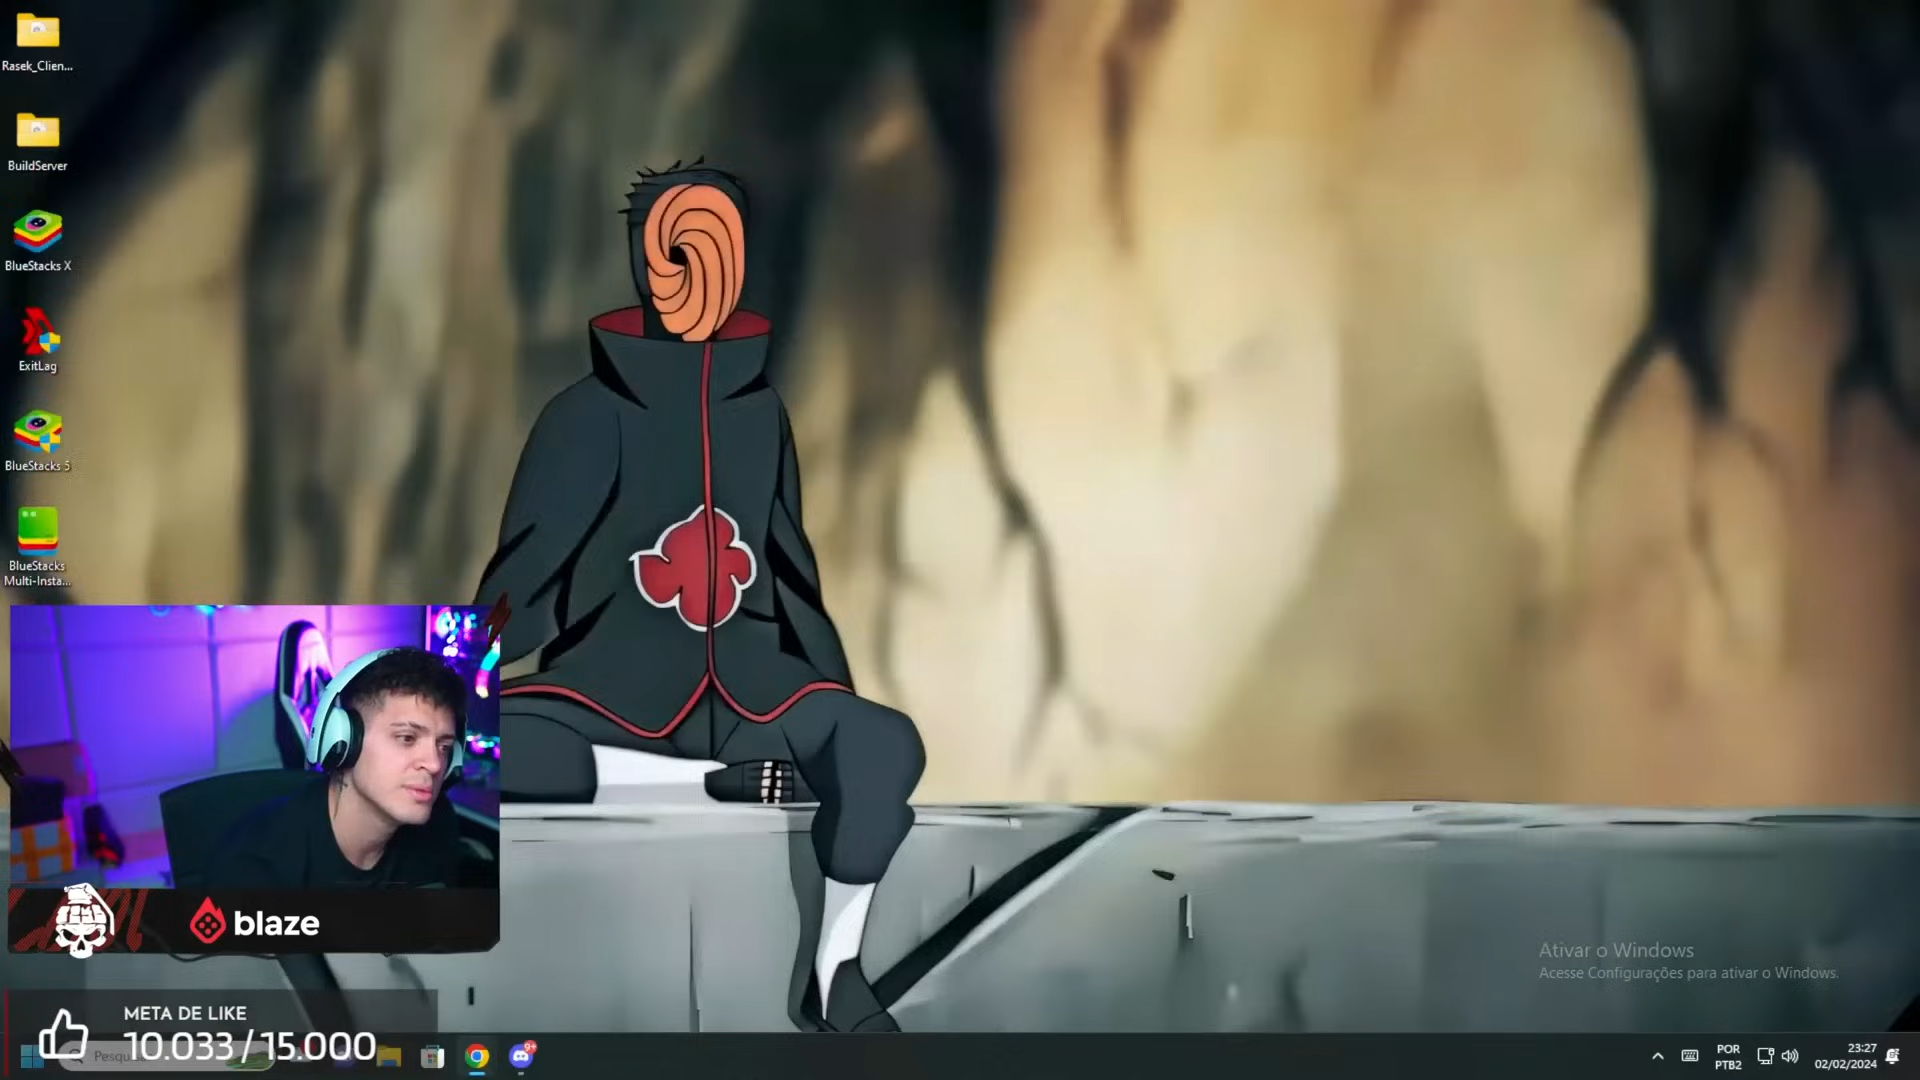 Rasek_Clien...
BuildServer
BlueStacks X
ExitLag
BlueStacks 5
BlueStacks
Multi-Insta...
blaze
META DE LIKE
10.033/15.000
Ativar o Windows
Acesse Configurações para ativar o Windows.
9+
POR
PTB2
23:27
02/02/2024